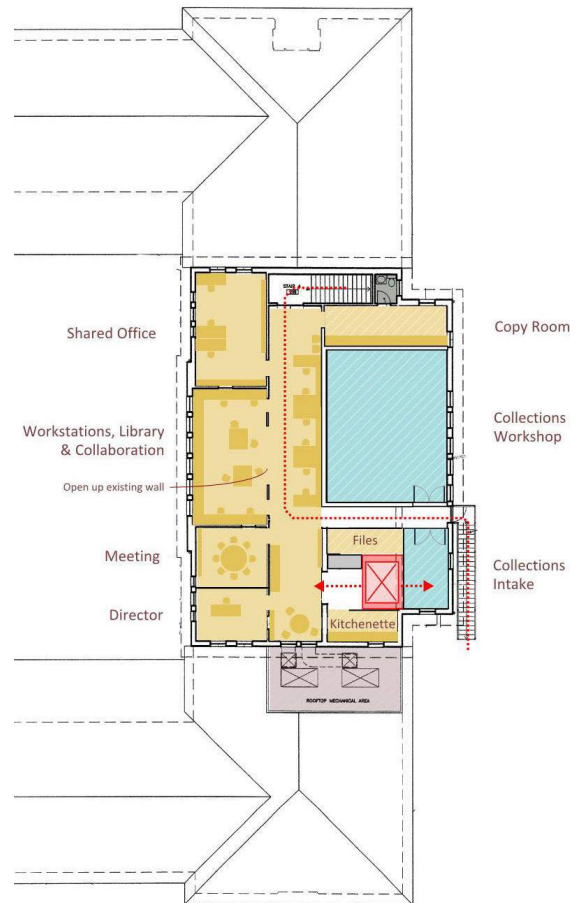 STAIR
Shared Office
Copy Room
Workstations, Library
& Collaboration
Collections
Workshop
Open up existing wall
Files
Meeting
Collections
Intake
Director
Kitchenette
ROOFTOP MECHANICAL AREA